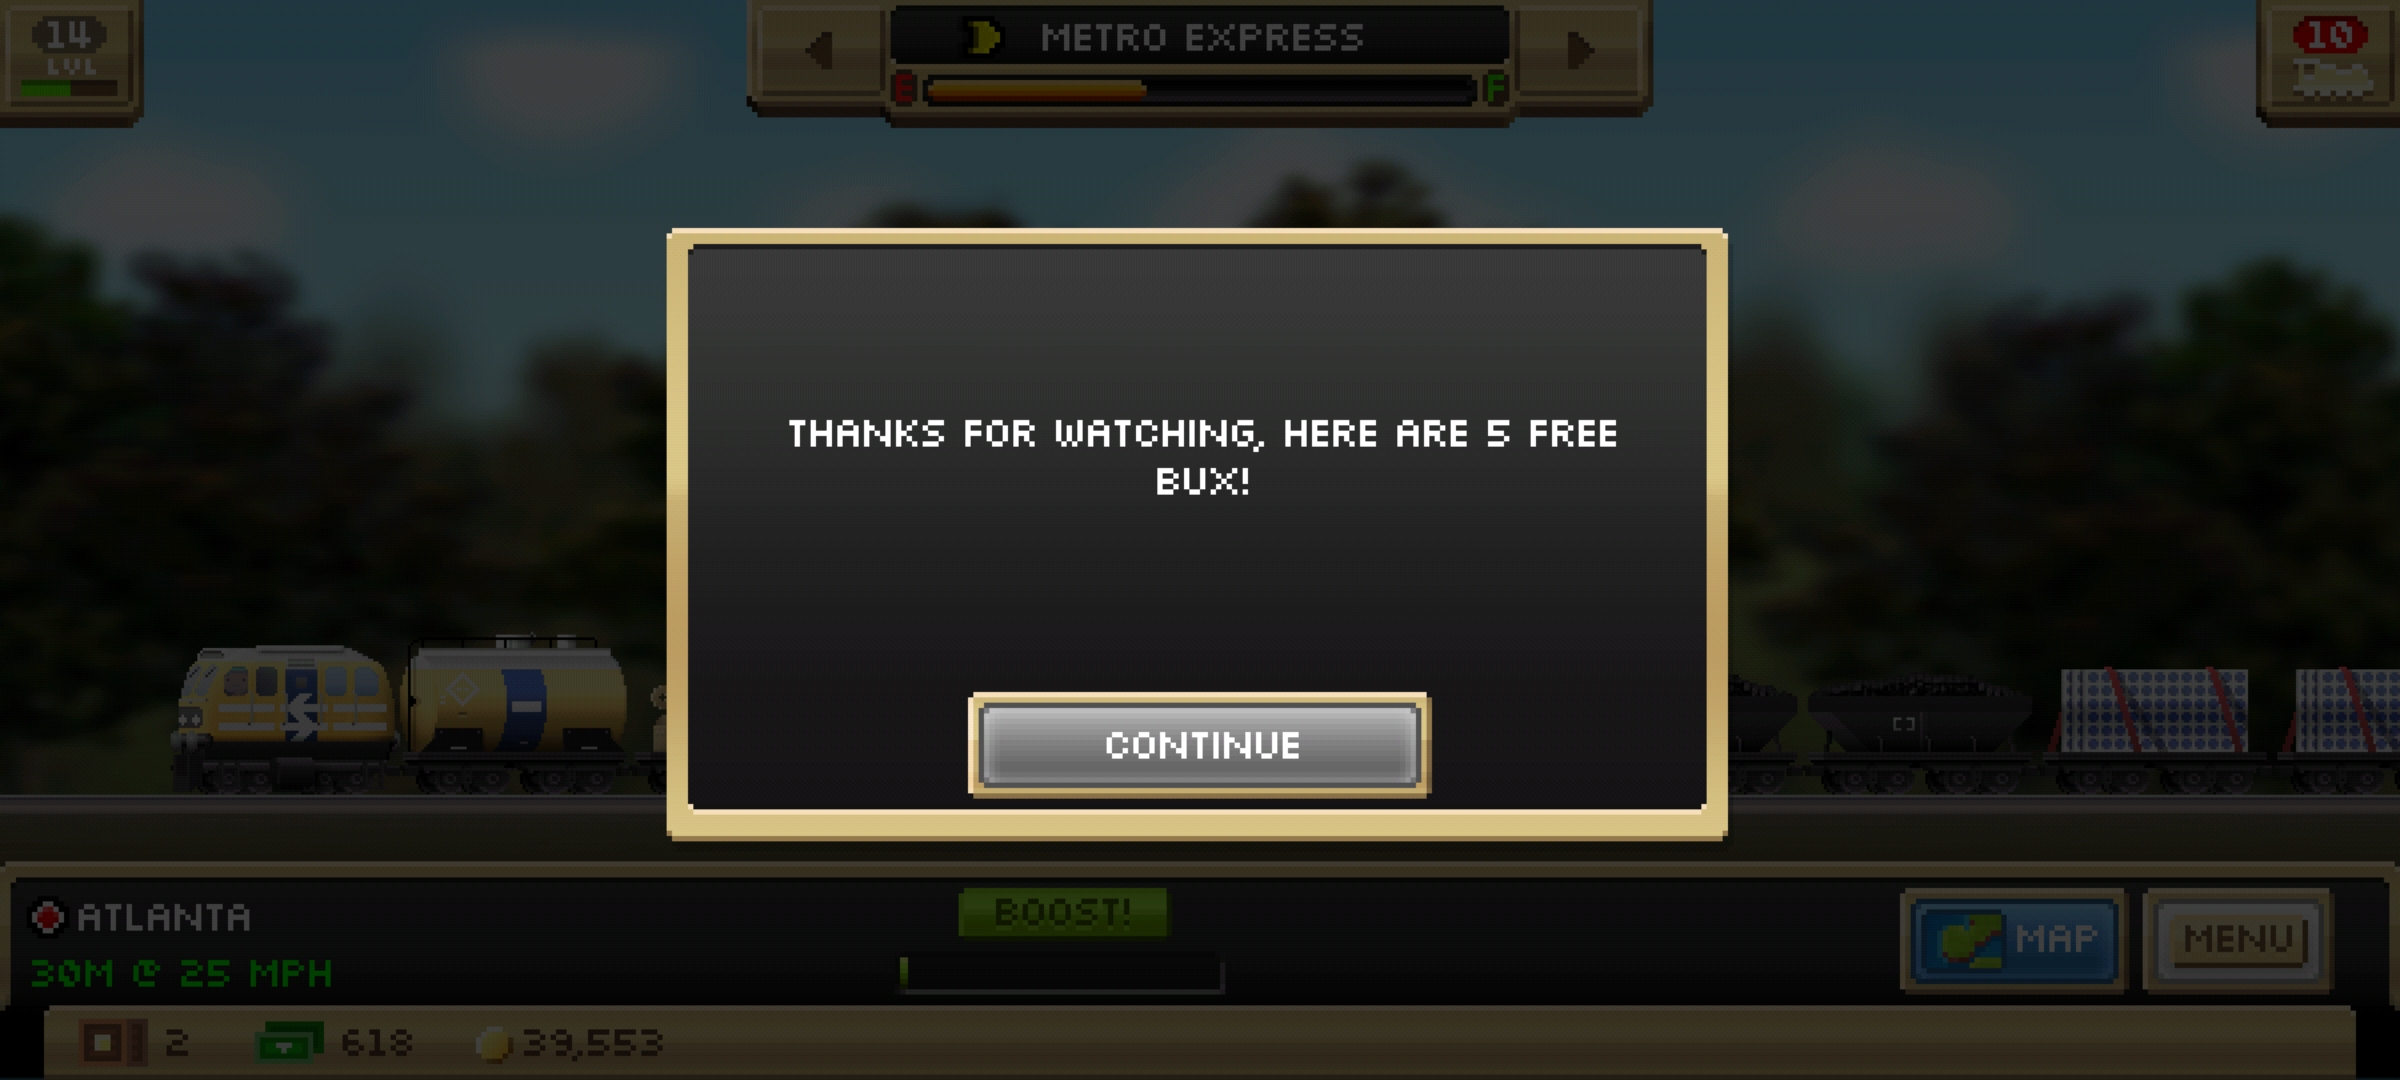 14
LVL
METRO EXPRESS
E F
10
THANKS FOR WATCHING, HERE ARE 5 FREE
BUX!
CONTINUE
ATLANTA
30M @ 25 MPH
BOOST!
MAP
MENU
2 618 39,553